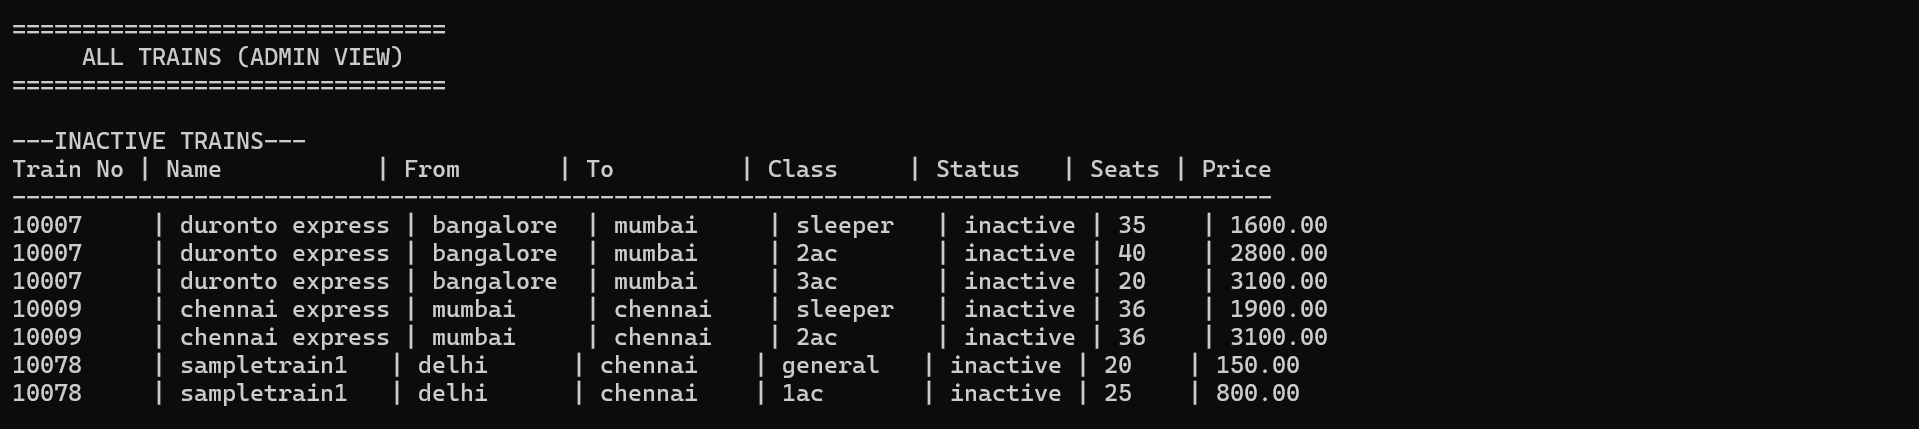 ===============================
     ALL TRAINS (ADMIN VIEW)
===============================

---INACTIVE TRAINS---
Train No | Name           | From       | To         | Class     | Status   | Seats | Price
------------------------------------------------------------------------------------------
10007     | duronto express | bangalore  | mumbai     | sleeper   | inactive | 35    | 1600.00
10007     | duronto express | bangalore  | mumbai     | 2ac       | inactive | 40    | 2800.00
10007     | duronto express | bangalore  | mumbai     | 3ac       | inactive | 20    | 3100.00
10009     | chennai express | mumbai     | chennai    | sleeper   | inactive | 36    | 1900.00
10009     | chennai express | mumbai     | chennai    | 2ac       | inactive | 36    | 3100.00
10078     | sampletrain1   | delhi      | chennai    | general   | inactive | 20    | 150.00
10078     | sampletrain1   | delhi      | chennai    | 1ac       | inactive | 25    | 800.00